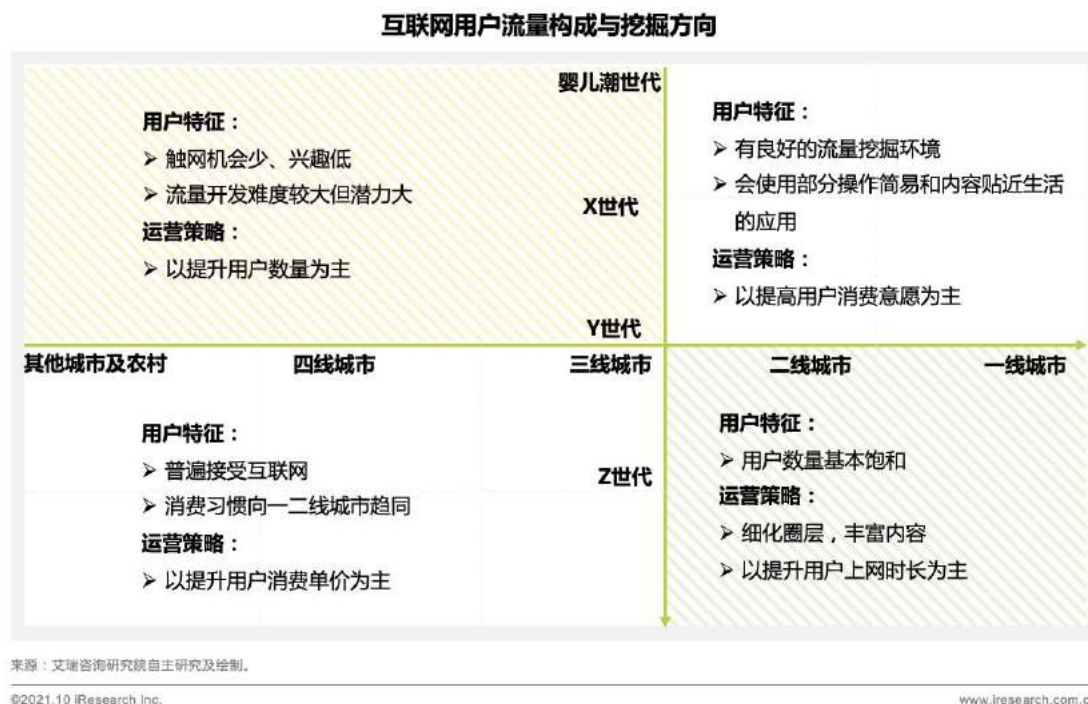 互联网用户流量构成与挖掘方向
婴儿潮世代
用户特征：
➢ 触网机会少、兴趣低
➢ 流量开发难度较大但潜力大
运营策略：
➢ 以提升用户数量为主
用户特征：
➢ 有良好的流量挖掘环境
➢ 会使用部分操作简易和内容贴近生活
的应用
运营策略：
➢ 以提高用户消费意愿为主
X世代
Y世代
其他城市及农村
四线城市
三线城市
二线城市
一线城市
用户特征：
➢ 普遍接受互联网
➢ 消费习惯向一二线城市趋同
运营策略：
➢ 以提升用户消费单价为主
Z世代
用户特征：
➢ 用户数量基本饱和
运营策略：
➢ 细化圈层，丰富内容
➢ 以提升用户上网时长为主
来源：艾瑞咨询研究院自主研究及绘制。
©2021.10 iResearch Inc.
www.iresearch.com.c